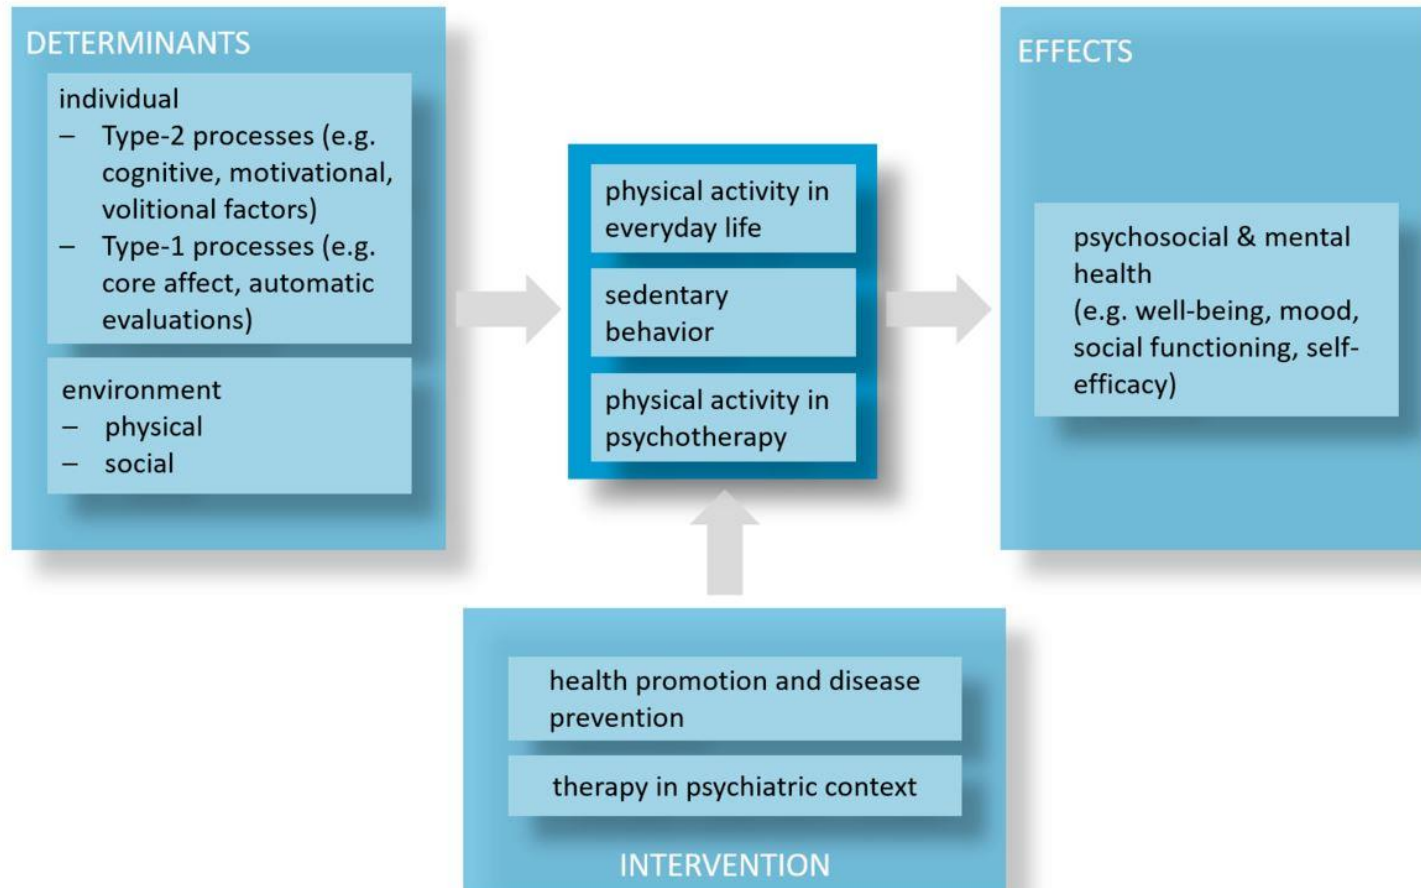 DETERMINANTS
individual
– Type-2 processes (e.g.
cognitive, motivational,
volitional factors)
– Type-1 processes (e.g.
core affect, automatic
evaluations)
environment
– physical
– social
physical activity in
everyday life
sedentary
behavior
physical activity in
psychotherapy
EFFECTS
psychosocial & mental
health
(e.g. well-being, mood,
social functioning, self-
efficacy)
health promotion and disease
prevention
therapy in psychiatric context
INTERVENTION